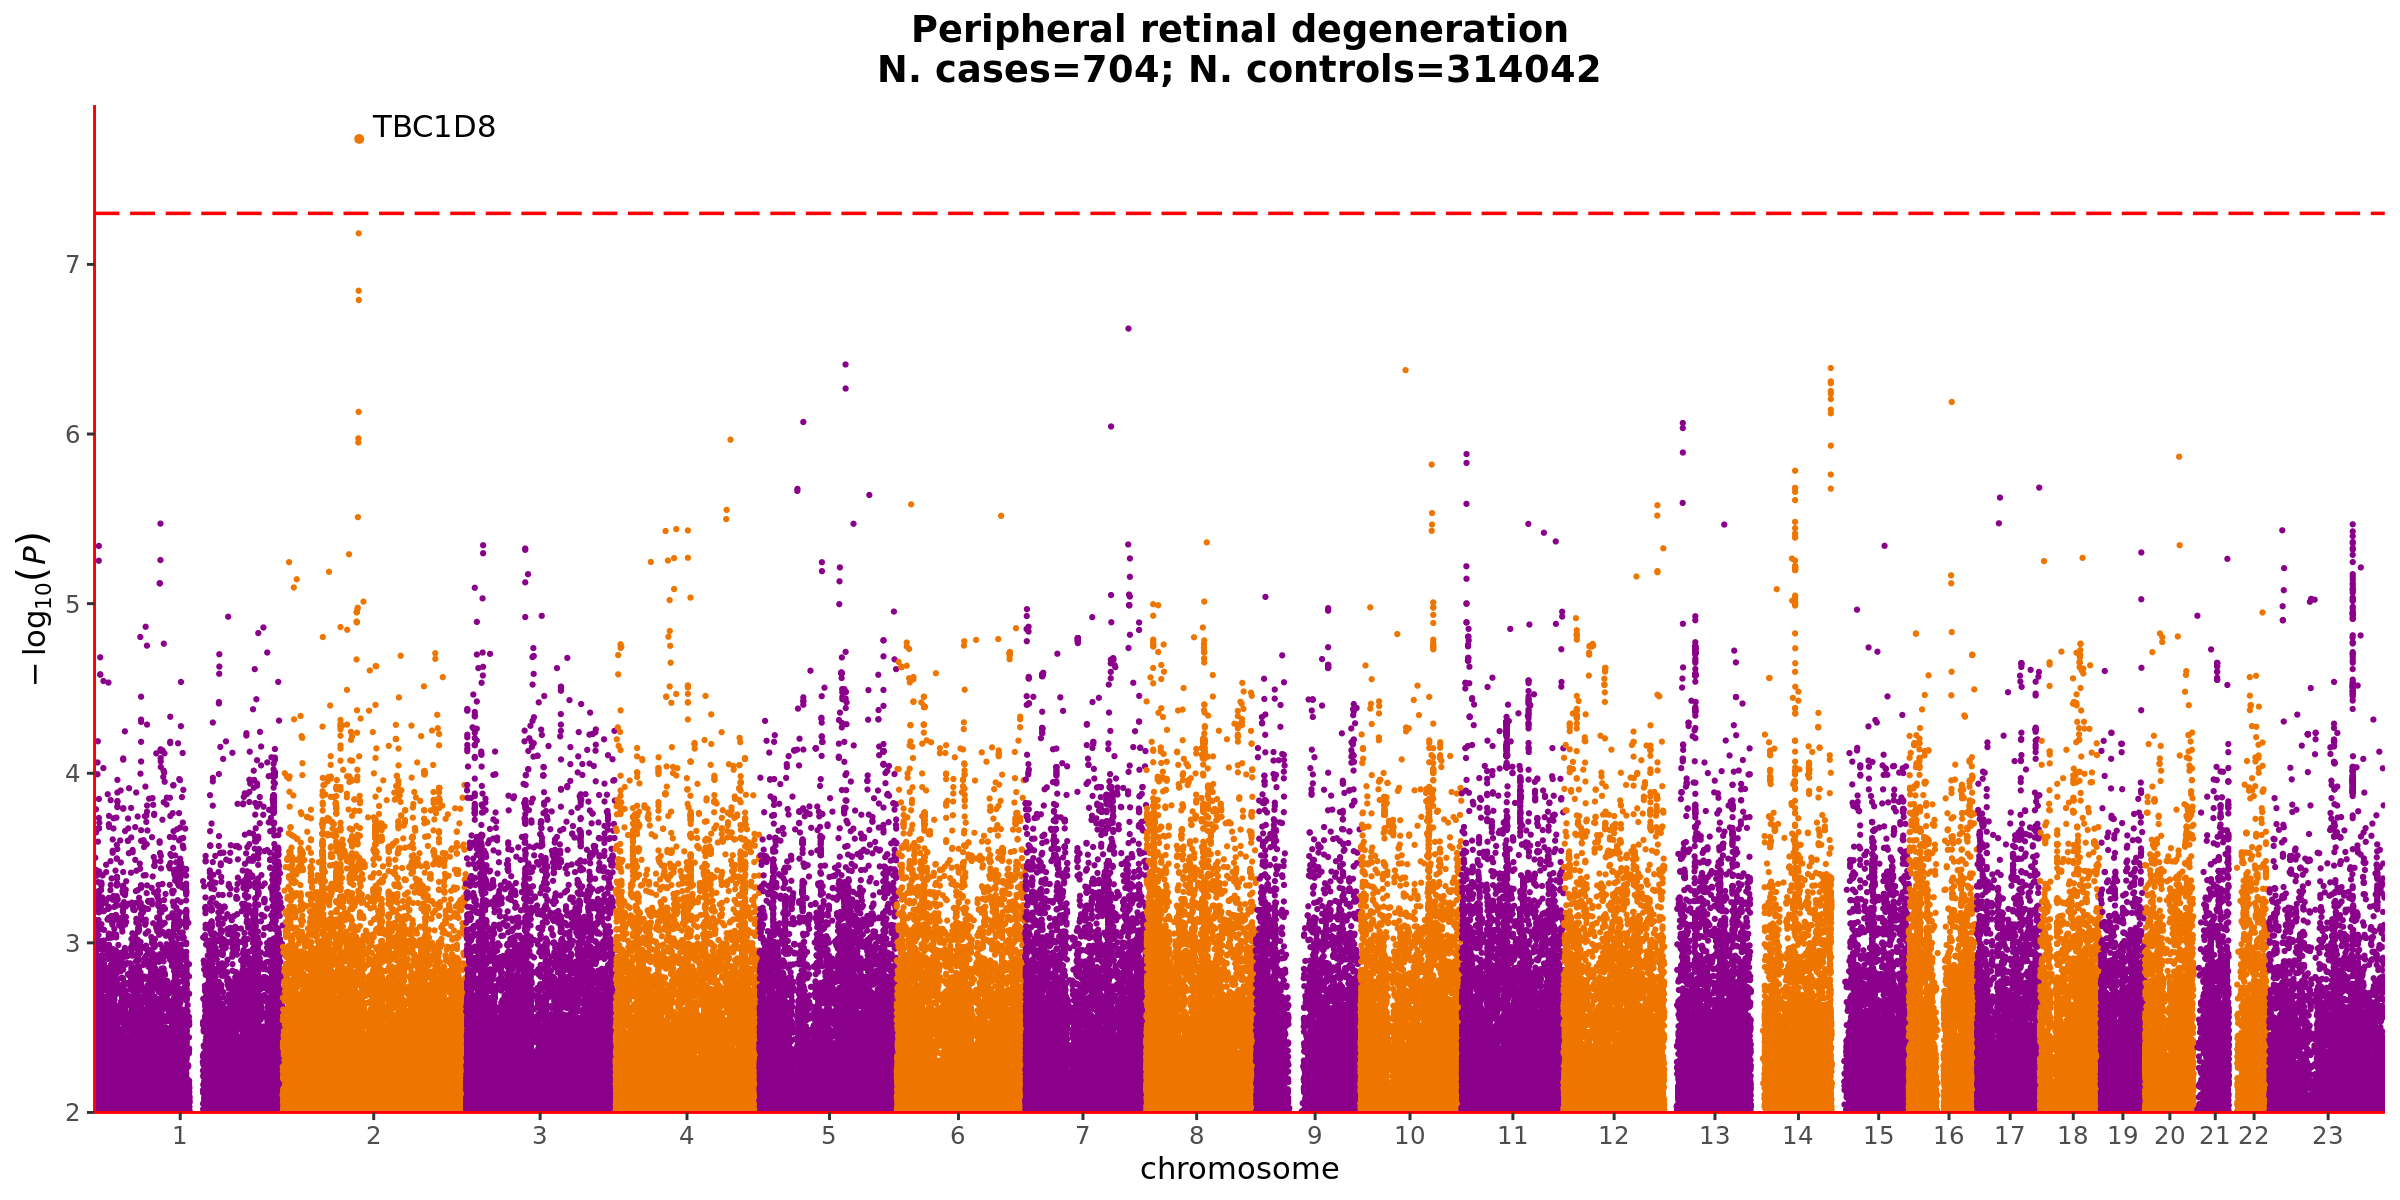 Peripheral retinal degeneration
N. cases=704; N. controls=314042
TBC1D8
7
6
5
4
3
2
−log₁₀(P)
1 2 3 4 5 6 7 8 9 10 11 12 13 14 15 16 17 18 19 20 21 22 23
chromosome